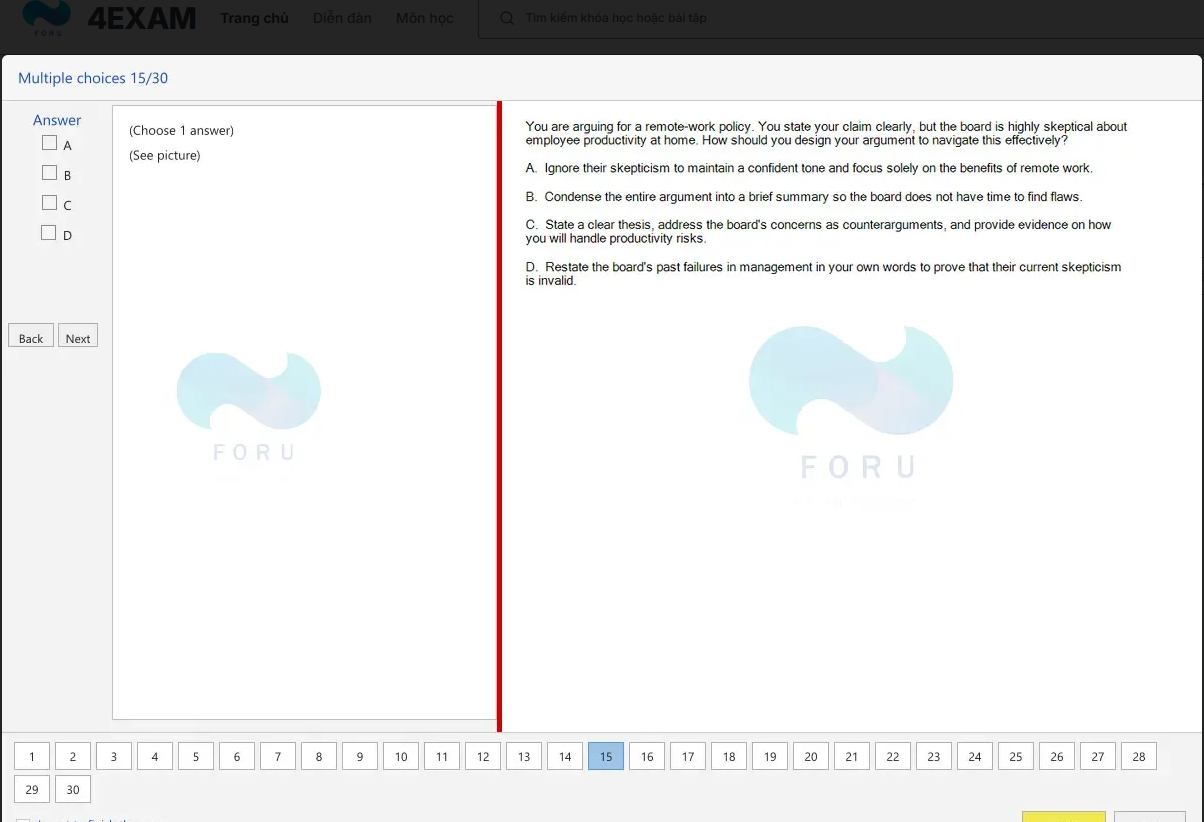 FORU
4EXAM
Trang chủ
Diễn đàn
Môn học
Tìm kiếm khóa học hoặc bài tập
Multiple choices 15/30
Answer
A
B
C
D
Back
Next
(Choose 1 answer)
(See picture)
FORU
You are arguing for a remote-work policy. You state your claim clearly, but the board is highly skeptical about
employee productivity at home. How should you design your argument to navigate this effectively?
A. Ignore their skepticism to maintain a confident tone and focus solely on the benefits of remote work.
B. Condense the entire argument into a brief summary so the board does not have time to find flaws.
C. State a clear thesis, address the board's concerns as counterarguments, and provide evidence on how
you will handle productivity risks.
D. Restate the board's past failures in management in your own words to prove that their current skepticism
is invalid.
FORU
1 2 3 4 5 6 7 8 9 10 11 12 13 14 15 16 17 18 19 20 21 22 23 24 25 26 27 28
29 30